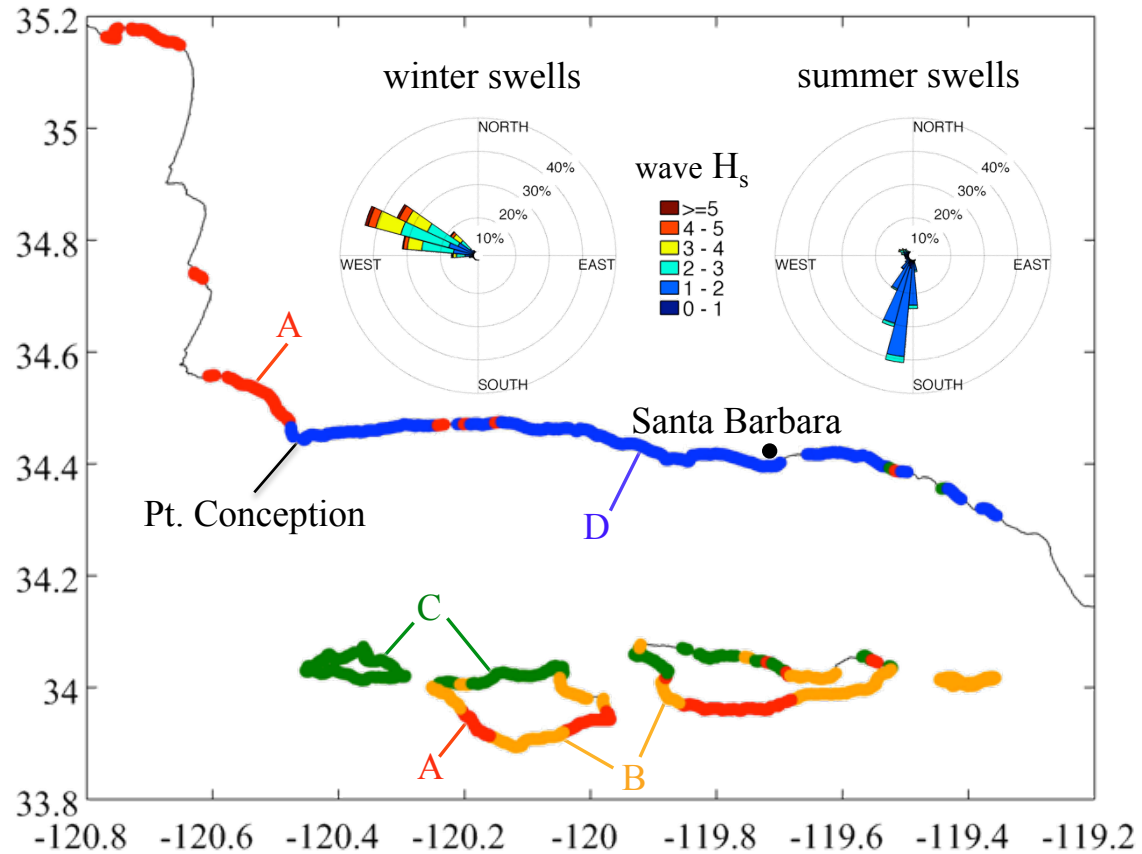 35.2
35
34.8
34.6
34.4
34.2
34
33.8
winter swells
NORTH
40%
30%
20%
10%
WEST
EAST
SOUTH
wave Hs
>=5
4 - 5
3 - 4
2 - 3
1 - 2
0 - 1
summer swells
NORTH
40%
30%
20%
10%
WEST
EAST
SOUTH
A
Santa Barbara
Pt. Conception
D
C
A
B
-120.8 -120.6 -120.4 -120.2 -120 -119.8 -119.6 -119.4 -119.2